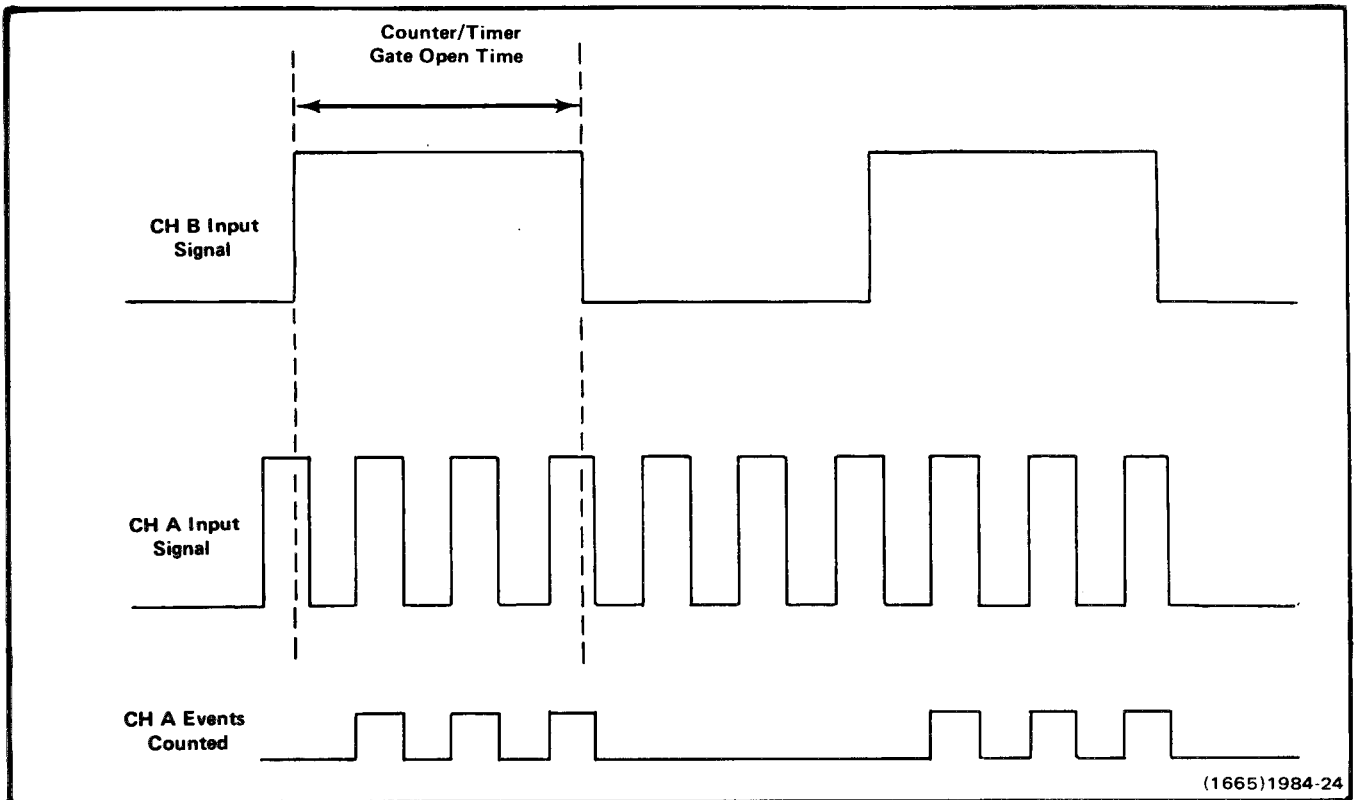 Counter/Timer
Gate Open Time
CH B Input
Signal
CH A Input
Signal
CH A Events
Counted
(1665)1984-24